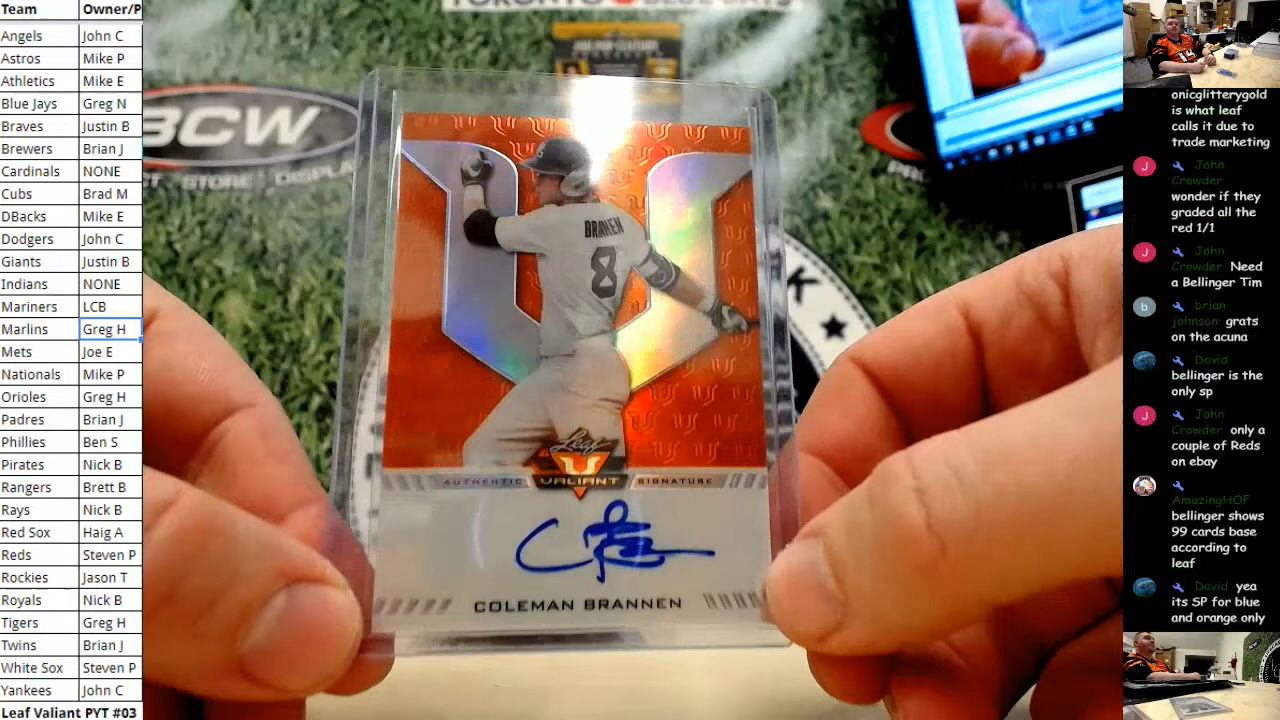 Team Owner/P
Angels John C
Astros Mike P
Athletics Mike E
Blue Jays Greg N
Braves Justin B
Brewers Brian J
Cardinals NONE
Cubs Brad M
DBacks Mike E
Dodgers John C
Giants Justin B
Indians NONE
Mariners LCB
Marlins Greg H
Mets Joe E
Nationals Mike P
Orioles Greg H
Padres Brian J
Phillies Ben S
Pirates Nick B
Rangers Brett B
Rays Nick B
Red Sox Haig A
Reds Steven P
Rockies Jason T
Royals Nick B
Tigers Greg H
Twins Brian J
White Sox Steven P
Yankees John C
Leaf Valiant PYT #03
BCW
STORE DISPLA
8
Leaf
VALIANT
AUTHENTIC SIGNATURE
COLEMAN BRANNEN
onicglitterygold
is what leaf
calls it due to
trade marketing
J John
Crowder
wonder if they
graded all the
red 1/1
J John
Crowder Need
a Bellinger Tim
b brian
johnson grats
on the acuna
David
bellinger is the
only sp
J John
Crowder only a
couple of Reds
on ebay
AmazingHOF
bellinger shows
99 cards base
according to
leaf
David yea
its SP for blue
and orange only